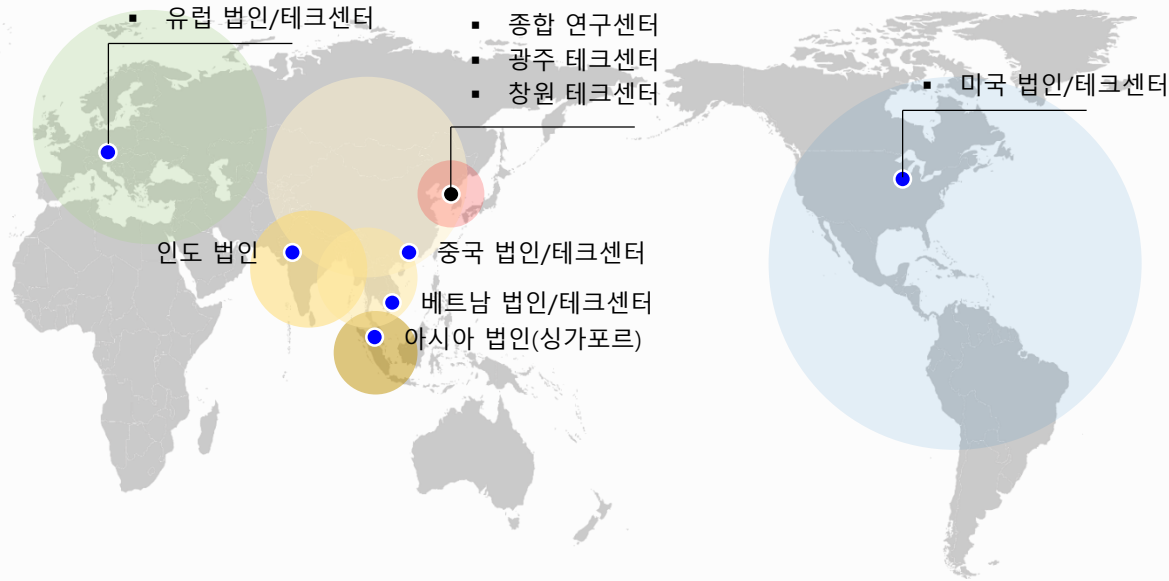 ▪ 유럽 법인/테크센터
▪ 종합 연구센터
▪ 광주 테크센터
▪ 창원 테크센터
▪ 미국 법인/테크센터
인도 법인
중국 법인/테크센터
베트남 법인/테크센터
아시아 법인(싱가포르)